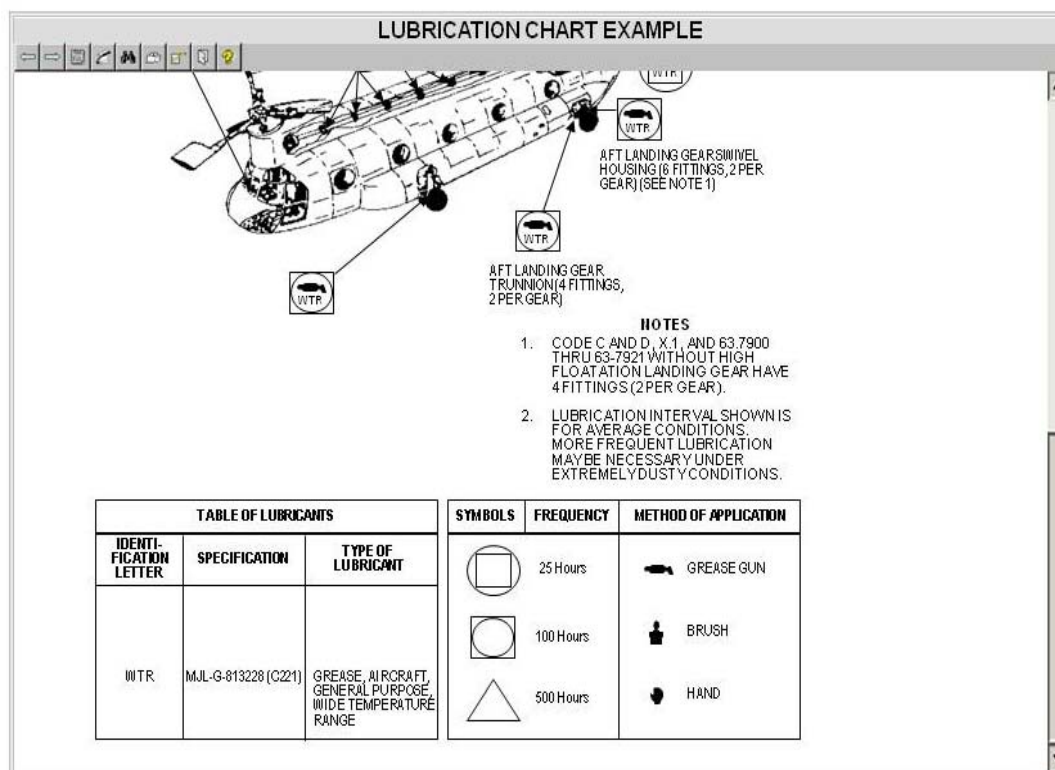 LUBRICATION CHART EXAMPLE
WTR
WTR
AFT LANDING GEAR SWIVEL
HOUSING (6 FITTINGS, 2 PER
GEAR) (SEE NOTE 1)
WTR
AFT LANDING GEAR
TRUNNION (4 FITTINGS,
2 PER GEAR)
WTR
NOTES
1. CODE C AND D, X.1, AND 63.7900
THRU 63-7921 WITHOUT HIGH
FLOATATION LANDING GEAR HAVE
4 FITTINGS (2 PER GEAR).
2. LUBRICATION INTERVAL SHOWN IS
FOR AVERAGE CONDITIONS.
MORE FREQUENT LUBRICATION
MAYBE NECESSARY UNDER
EXTREMELY DUSTY CONDITIONS.
TABLE OF LUBRICANTS
IDENTI-
FICATION
LETTER
SPECIFICATION
TYPE OF
LUBRICANT
WTR
MJL-G-813228 (C221)
GREASE, AIRCRAFT,
GENERAL PURPOSE,
WIDE TEMPERATURE
RANGE
SYMBOLS
FREQUENCY
METHOD OF APPLICATION
25 Hours
GREASE GUN
100 Hours
BRUSH
500 Hours
HAND